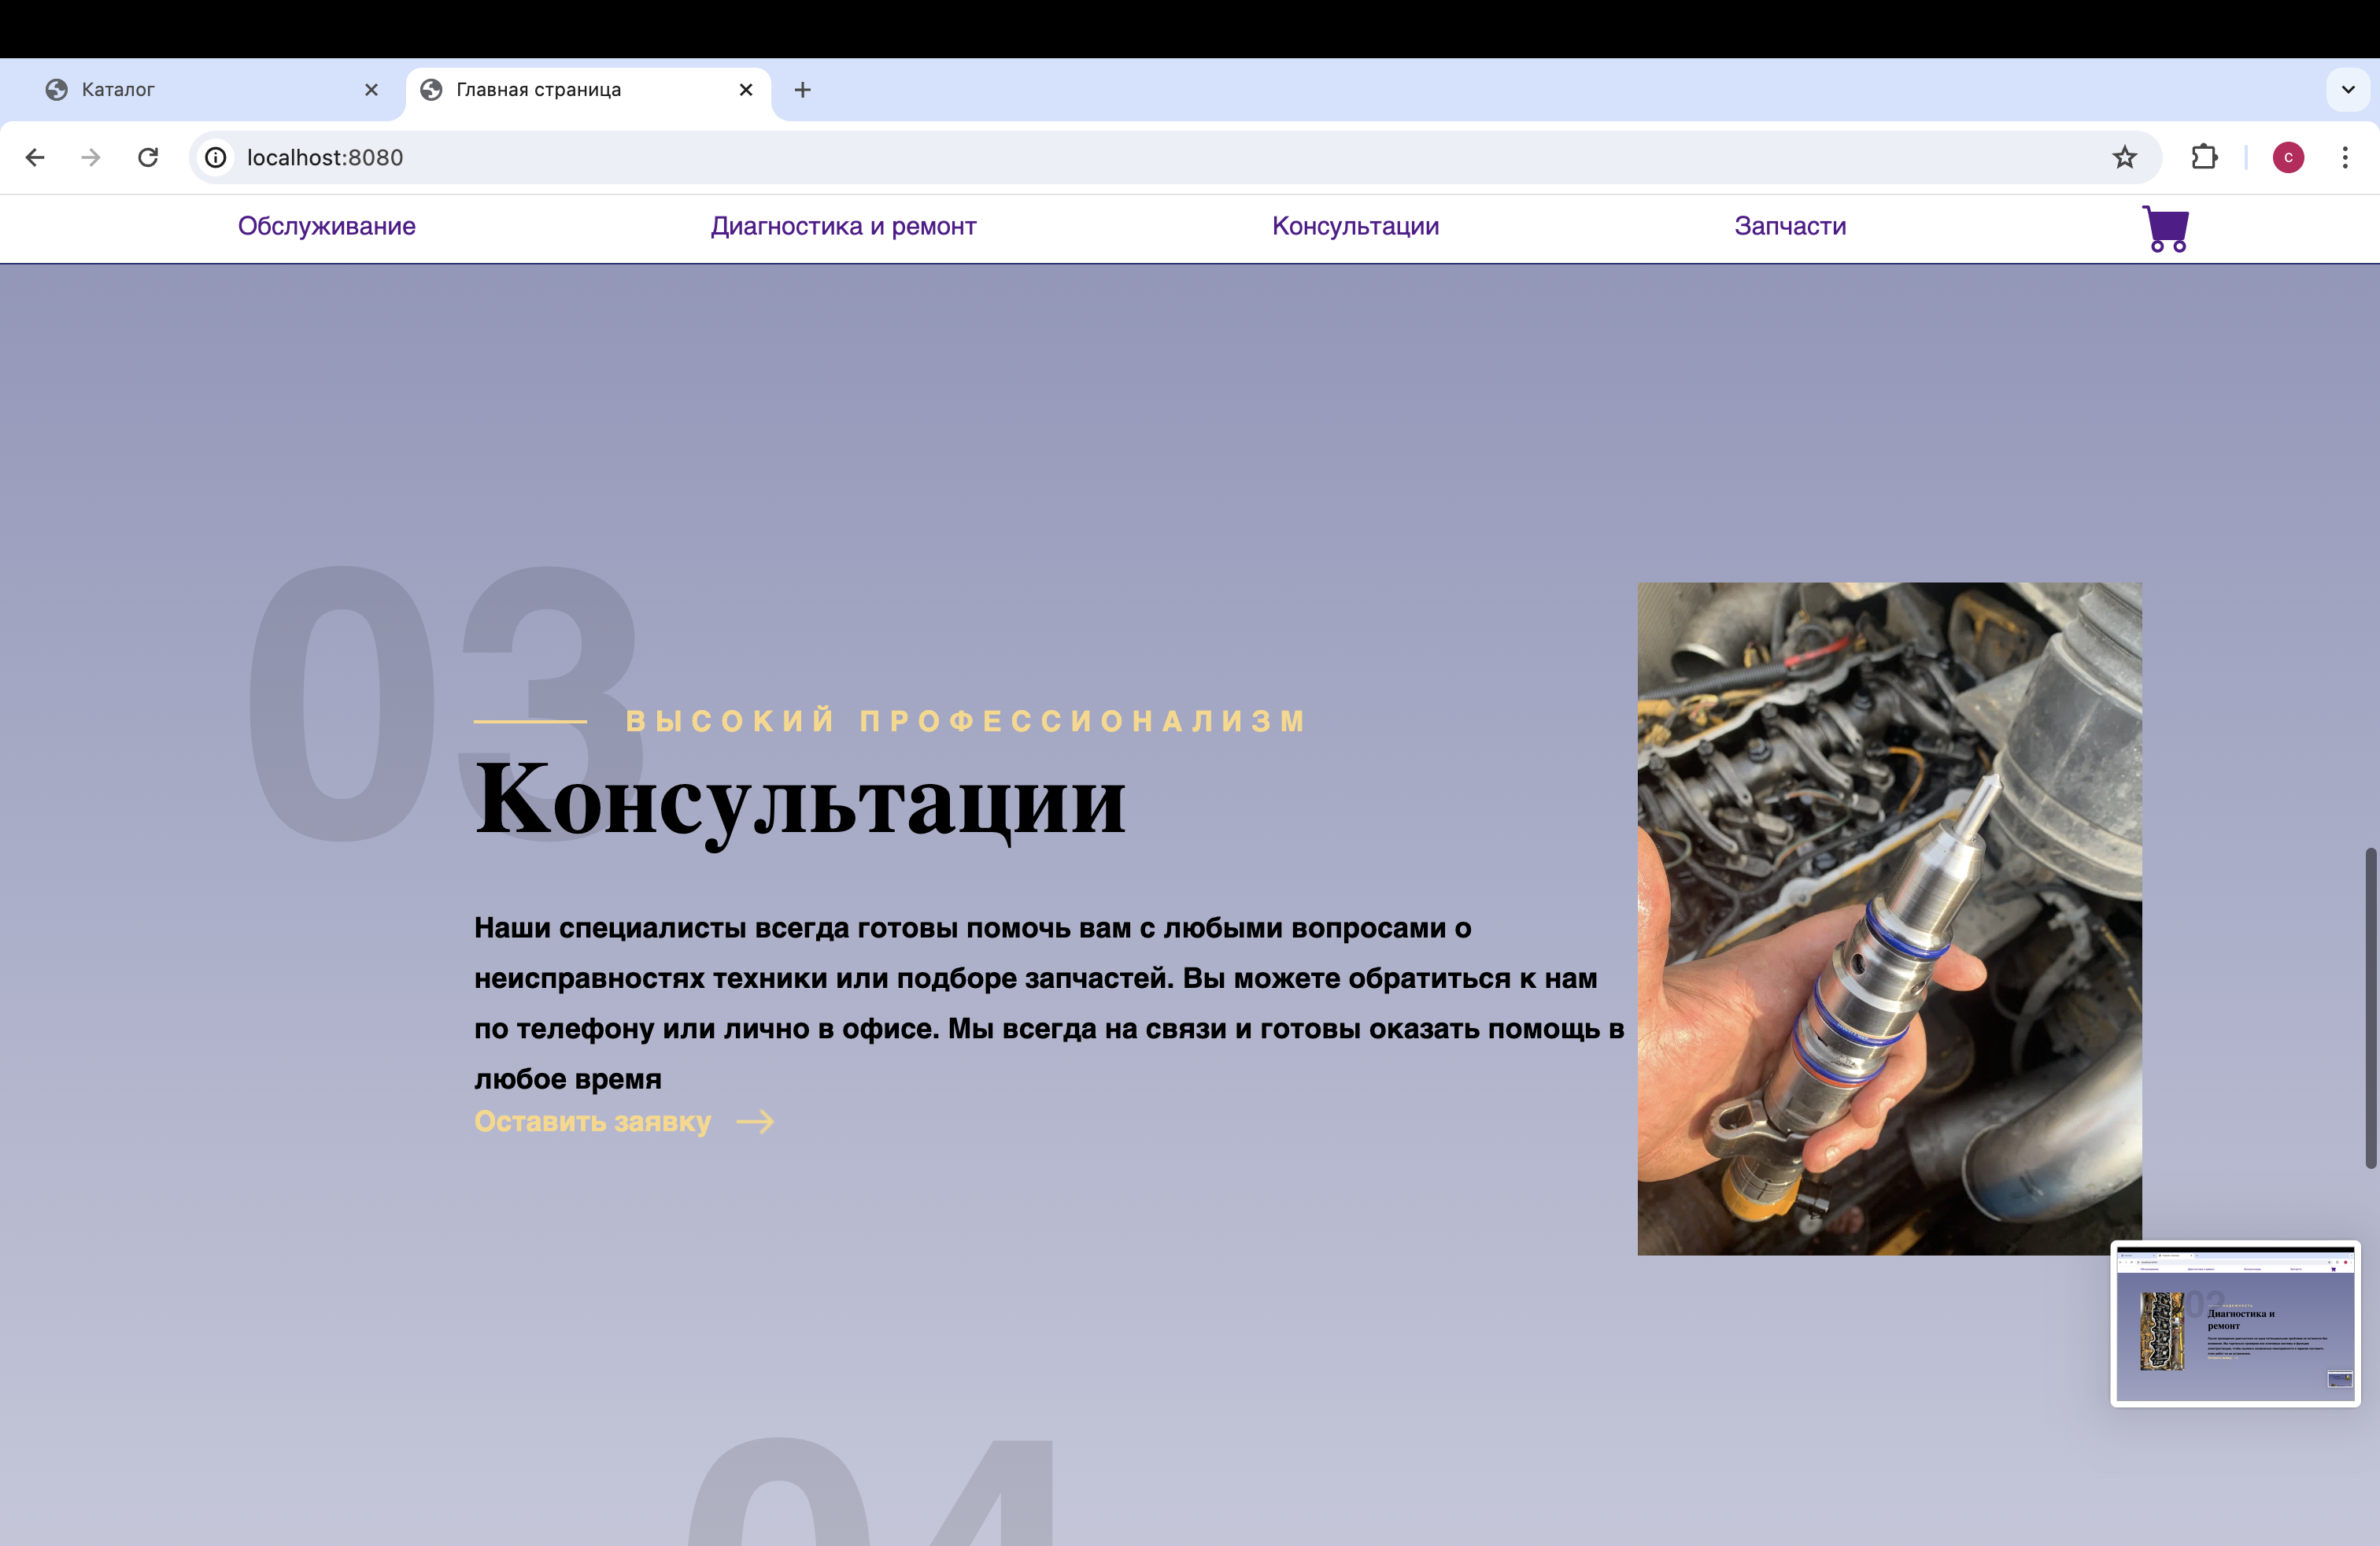 Каталог
Главная страница
localhost:8080
C
Обслуживание
Диагностика и ремонт
Консультации
Запчасти
03
ВЫСОКИЙ ПРОФЕССИОНАЛИЗМ
Консультации
Наши специалисты всегда готовы помочь вам с любыми вопросами о
неисправностях техники или подборе запчастей. Вы можете обратиться к нам
по телефону или лично в офисе. Мы всегда на связи и готовы оказать помощь в
любое время
Оставить заявку
02
Диагностика и
ремонт
04